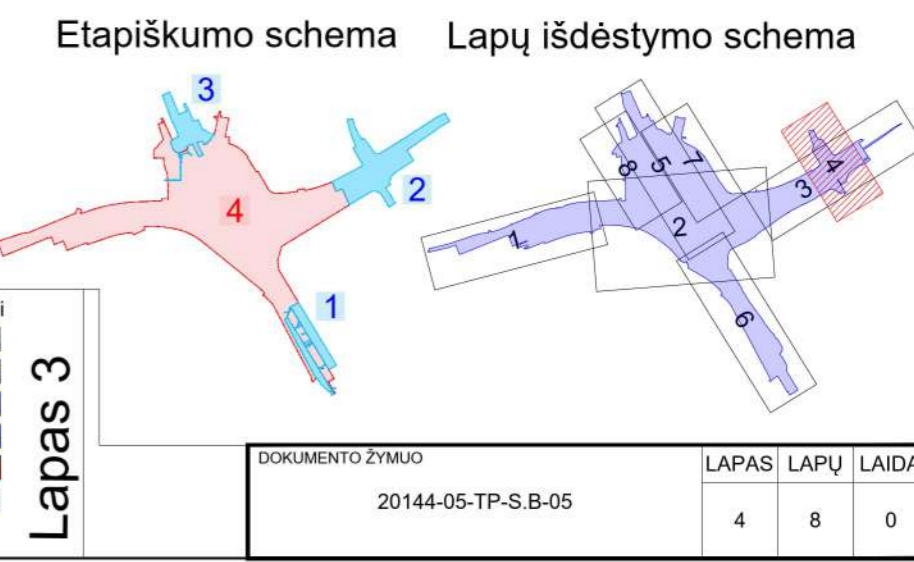 Etapiškumo schema
Lapų išdėstymo schema
3
2
4
1
8
5
7
4
3
2
1
6
i
Lapas 3
DOKUMENTO ŽYMUO
LAPAS LAPŲ LAIDA
20144-05-TP-S.B-05
4 8 0